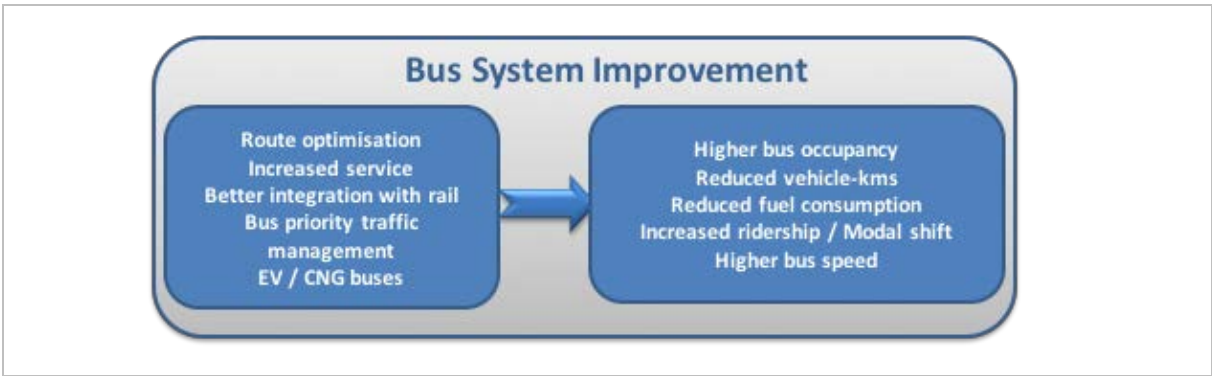 Bus System Improvement
Route optimisation
Increased service
Better integration with rail
Bus priority traffic
management
EV / CNG buses
Higher bus occupancy
Reduced vehicle-kms
Reduced fuel consumption
Increased ridership / Modal shift
Higher bus speed